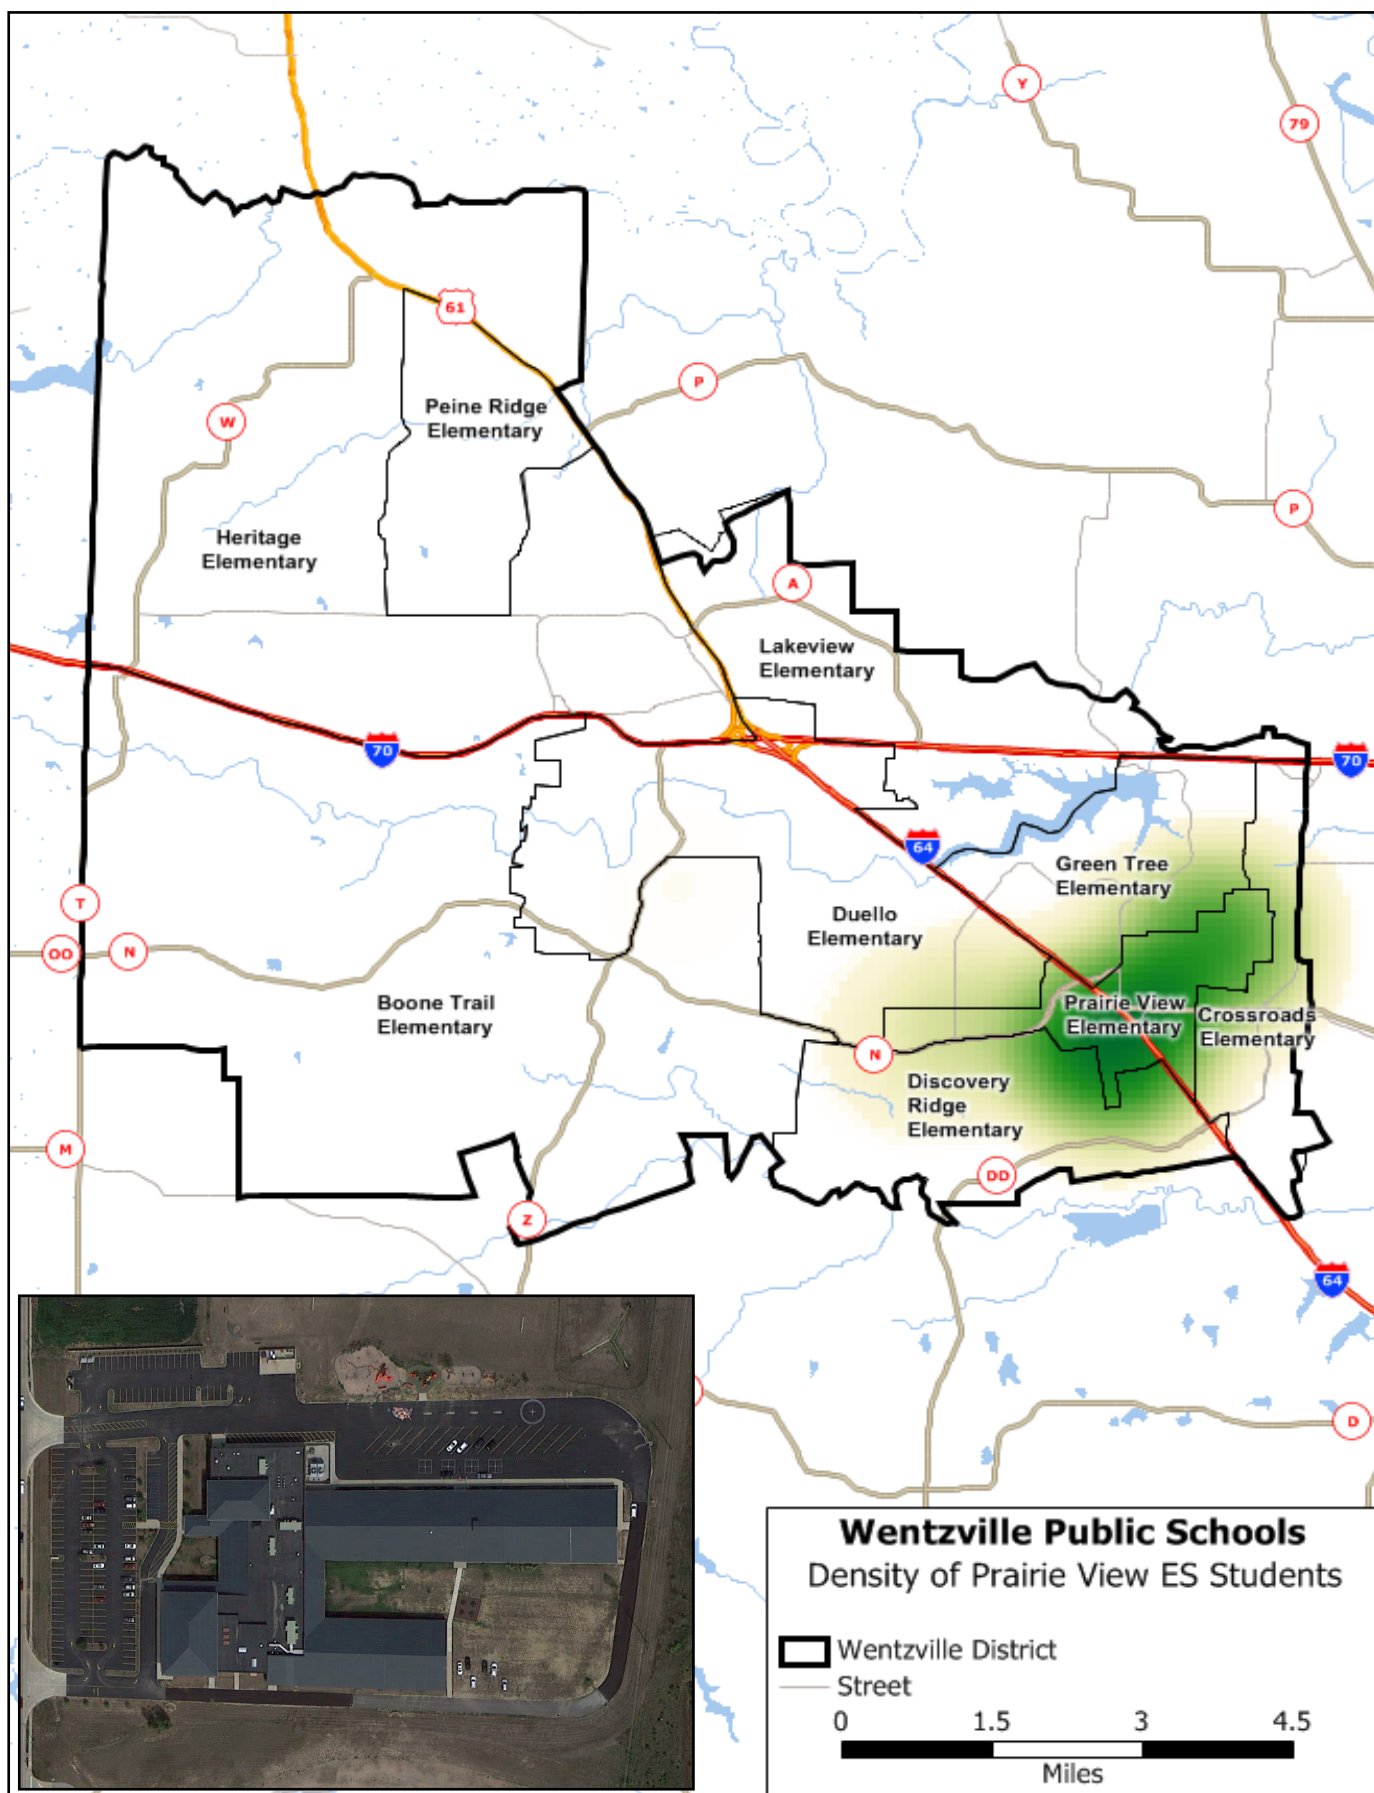 Y
79
61
P
Peine Ridge
Elementary
W
P
Heritage
Elementary
A
Lakeview
Elementary
70
70
64
Green Tree
Elementary
T
Duello
Elementary
OO
N
Boone Trail
Elementary
Prairie View
Elementary
Crossroads
Elementary
N
Discovery
Ridge
Elementary
M
DD
Z
64
D
Wentzville Public Schools
Density of Prairie View ES Students
Wentzville District
Street
0 1.5 3 4.5
Miles